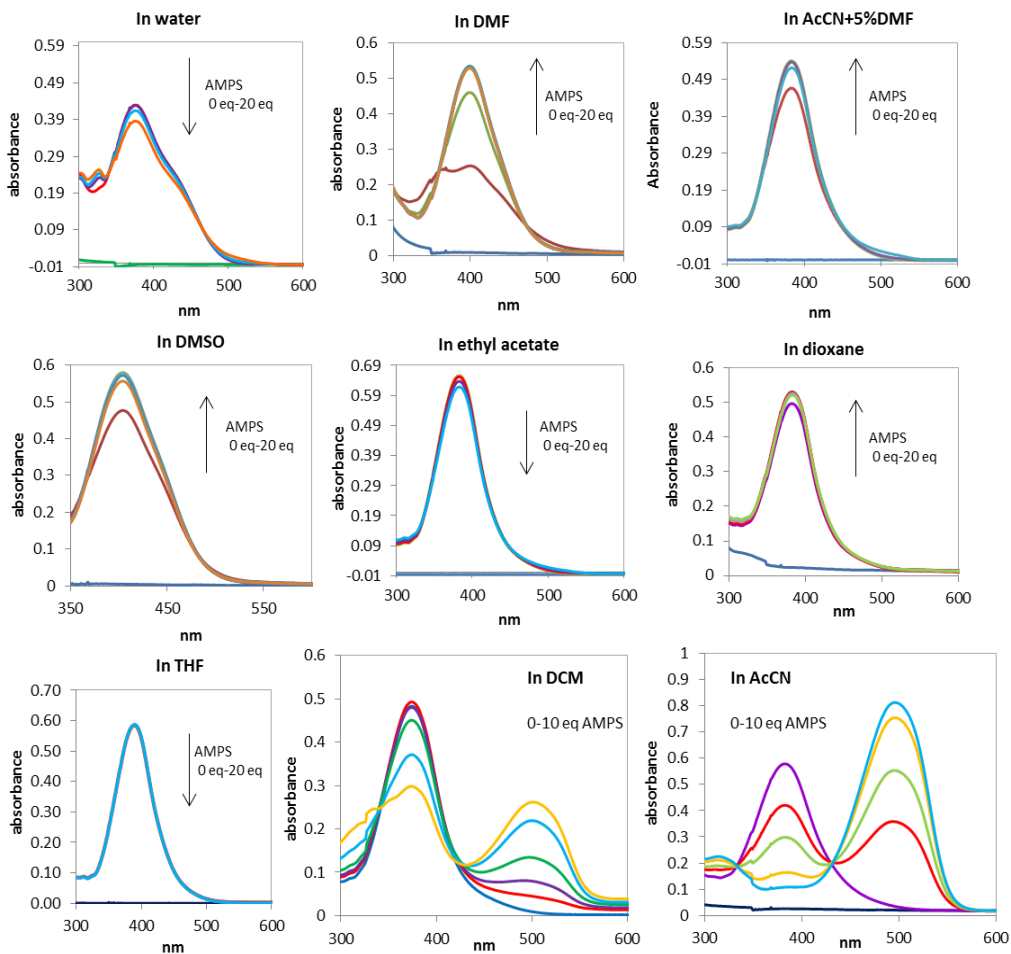 In water
0.59
0.49
0.39
0.29
0.19
0.09
-0.01
300
400
500
600
absorbance
nm
AMPS
0 eq-20 eq
In DMF
0.6
0.5
0.4
0.3
0.2
0.1
0
300
400
500
600
absorbance
nm
AMPS
0 eq-20 eq
In AcCN+5%DMF
0.59
0.49
0.39
0.29
0.19
0.09
-0.01
300
400
500
600
Absorbance
nm
AMPS
0 eq-20 eq
In DMSO
0.6
0.5
0.4
0.3
0.2
0.1
0
350
450
550
absorbance
nm
AMPS
0 eq-20 eq
In ethyl acetate
0.69
0.59
0.49
0.39
0.29
0.19
0.09
-0.01
300
400
500
600
absorbance
nm
AMPS
0 eq-20 eq
In dioxane
0.6
0.5
0.4
0.3
0.2
0.1
0
300
400
500
600
absorbance
nm
AMPS
0 eq-20 eq
In THF
0.70
0.60
0.50
0.40
0.30
0.20
0.10
0.00
300
400
500
600
absorbance
nm
AMPS
0 eq-20 eq
In DCM
0-10 eq AMPS
0.6
0.5
0.4
0.3
0.2
0.1
0
300
400
500
600
absorbance
nm
In AcCN
0-10 eq AMPS
1
0.9
0.8
0.7
0.6
0.5
0.4
0.3
0.2
0.1
0
300
400
500
600
absorbance
nm